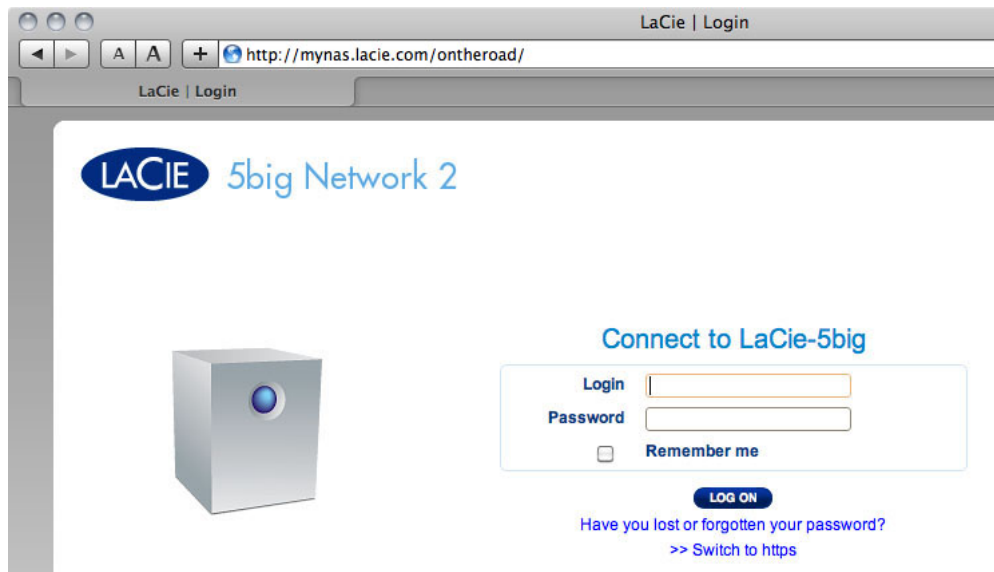 LaCie | Login
A A + http://mynas.lacie.com/ontheroad/
LaCie | Login
LACIE 5big Network 2
Connect to LaCie-5big
Login
Password
Remember me
LOG ON
Have you lost or forgotten your password?
>> Switch to https